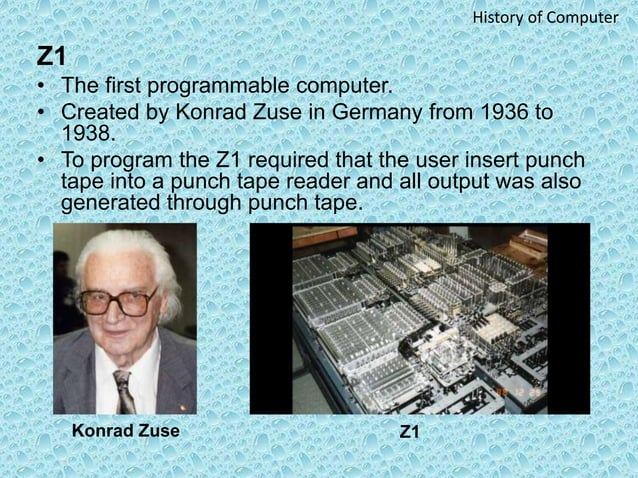 History of Computer
Z1
• The first programmable computer.
• Created by Konrad Zuse in Germany from 1936 to
1938.
• To program the Z1 required that the user insert punch
tape into a punch tape reader and all output was also
generated through punch tape.
Konrad Zuse
Z1